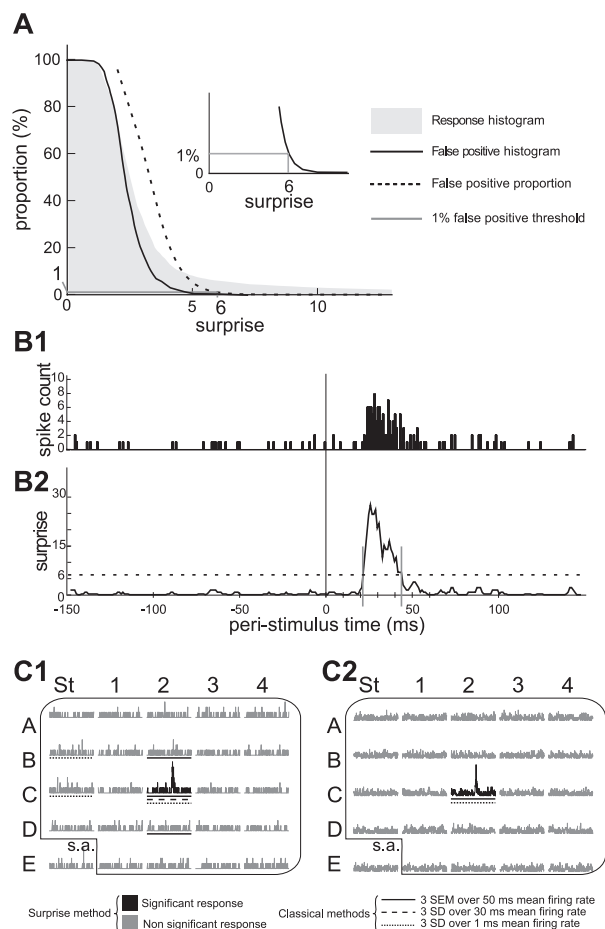 A
100
80
60
40
20
1
0
0
5
6
10
proportion (%)
surprise
1%
0
0
6
surprise
Response histogram
False positive histogram
False positive proportion
1% false positive threshold
B1
10
8
6
4
2
0
spike count
B2
30
15
6
0
surprise
-150 -100 -50 0 50 100
peri-stimulus time (ms)
C1
St 1 2 3 4
A
B
C
D
s.a.
E
C2
St 1 2 3 4
A
B
C
D
s.a.
E
Surprise method
Significant response
Non significant response
Classical methods
3 SEM over 50 ms mean firing rate
3 SD over 30 ms mean firing rate
3 SD over 1 ms mean firing rate